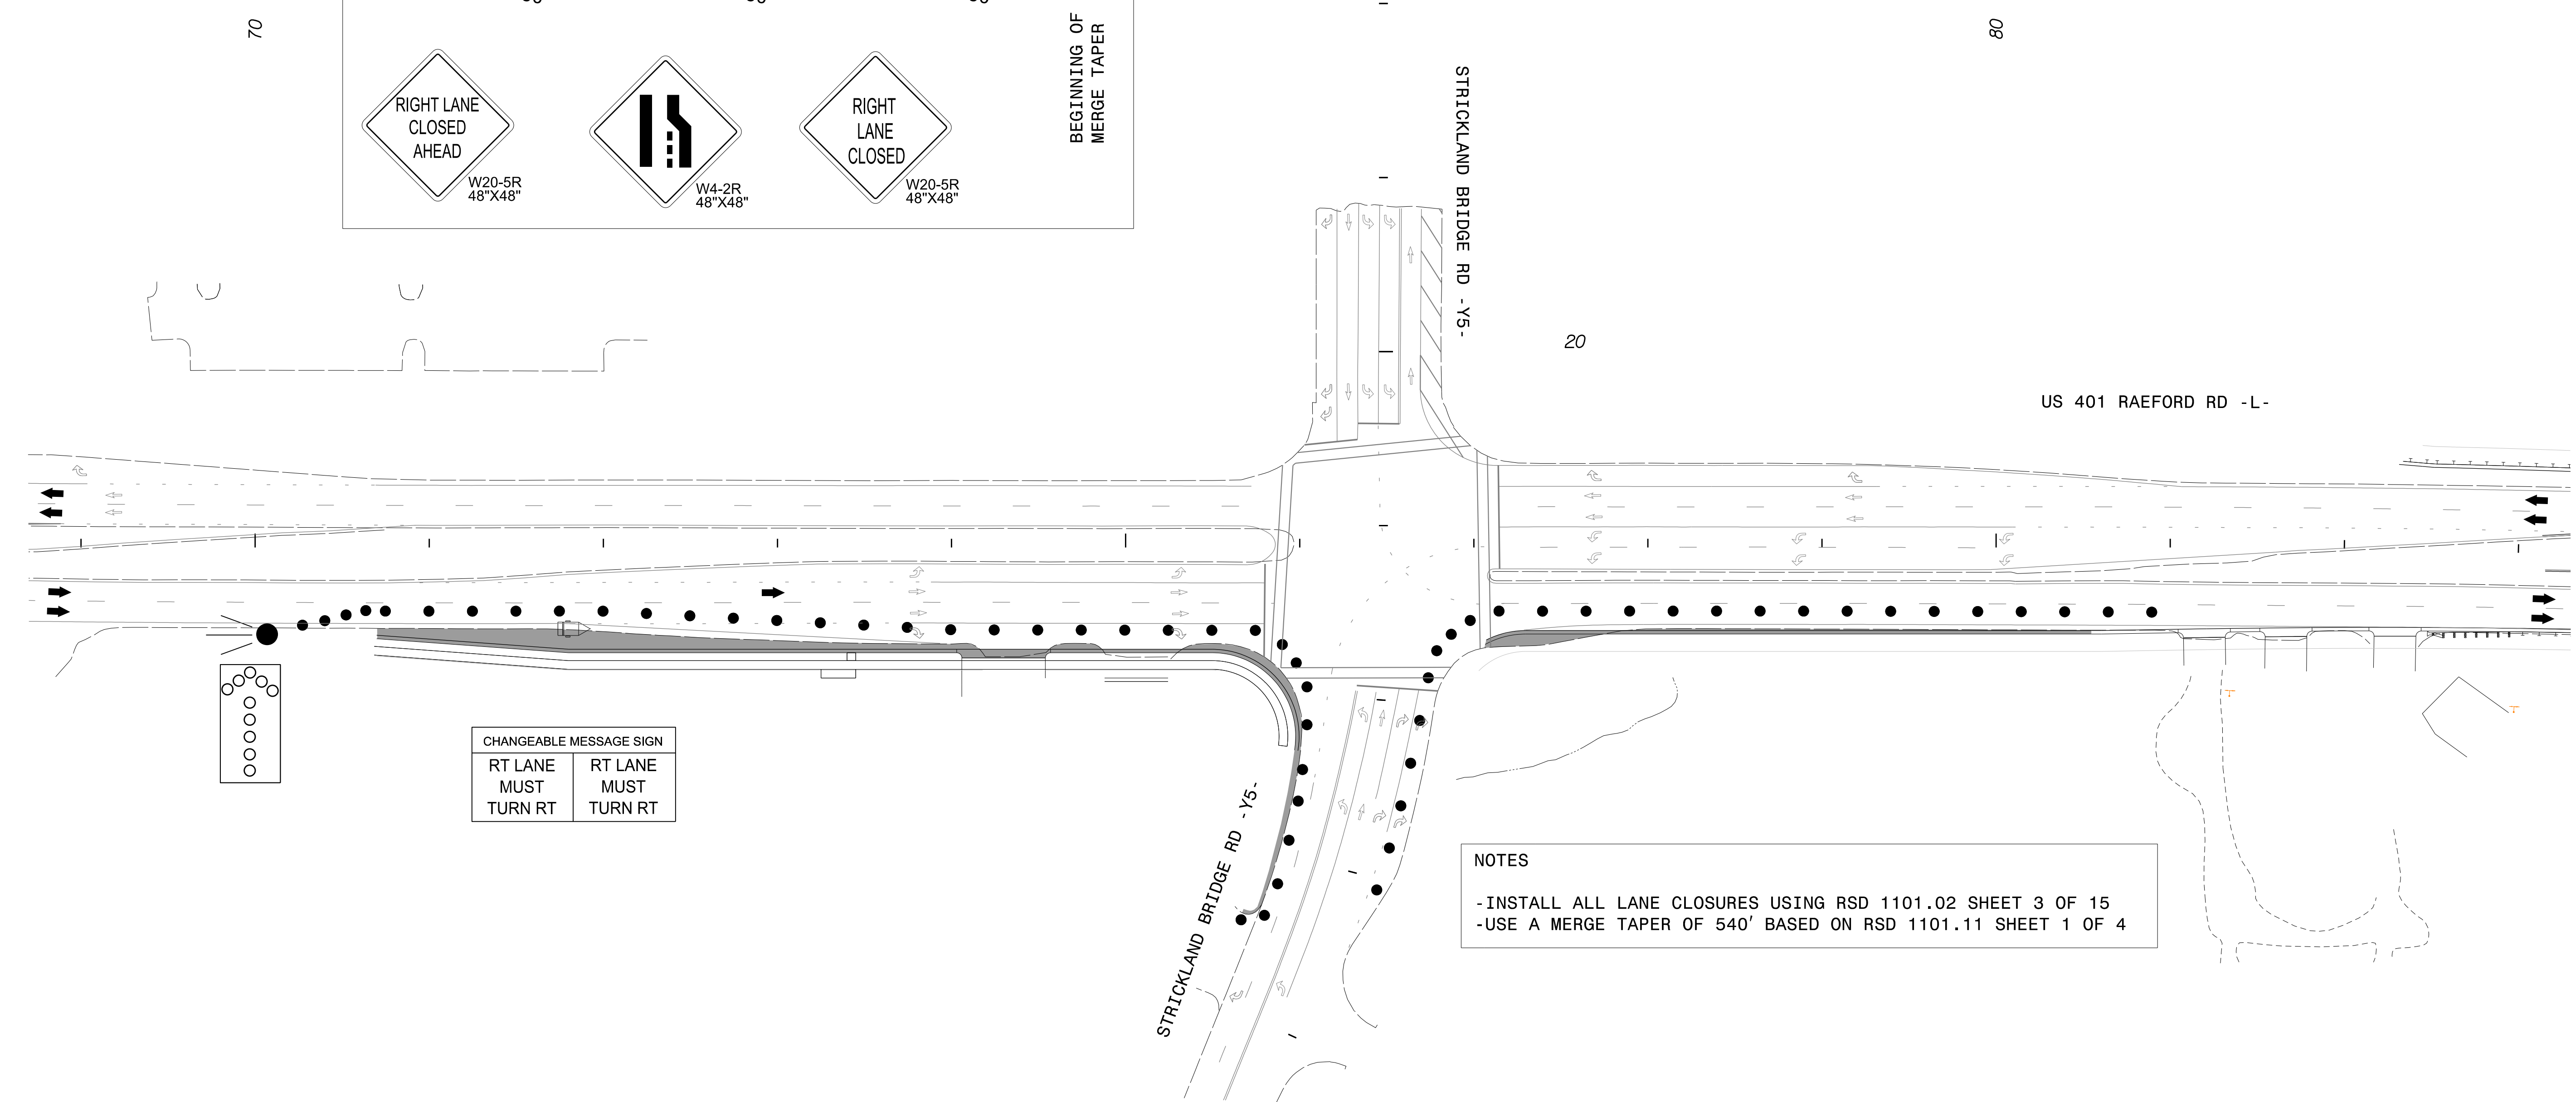 70
80
BEGINNING OF
MERGE TAPER
RIGHT LANE
CLOSED
AHEAD
W20-5R
48"X48"
W4-2R
48"X48"
RIGHT
LANE
CLOSED
W20-5R
48"X48"
STRICKLAND BRIDGE RD -Y5-
20
US 401 RAEFORD RD -L-
CHANGEABLE MESSAGE SIGN
RT LANE
MUST
TURN RT
RT LANE
MUST
TURN RT
STRICKLAND BRIDGE RD -Y5-
NOTES
-INSTALL ALL LANE CLOSURES USING RSD 1101.02 SHEET 3 OF 15
-USE A MERGE TAPER OF 540' BASED ON RSD 1101.11 SHEET 1 OF 4